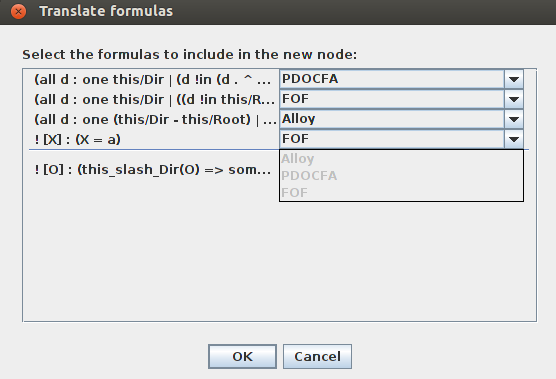 Translate formulas
Select the formulas to include in the new node:
(all d : one this/Dir | (d !in (d . ^ ... PDOCFA
(all d : one this/Dir | ((d !in this/R... FOF
(all d : one (this/Dir - this/Root) | ... Alloy
! [X] : (X = a) FOF
Alloy
! [O] : (this_slash_Dir(O) => som... PDOCFA
FOF
OK Cancel